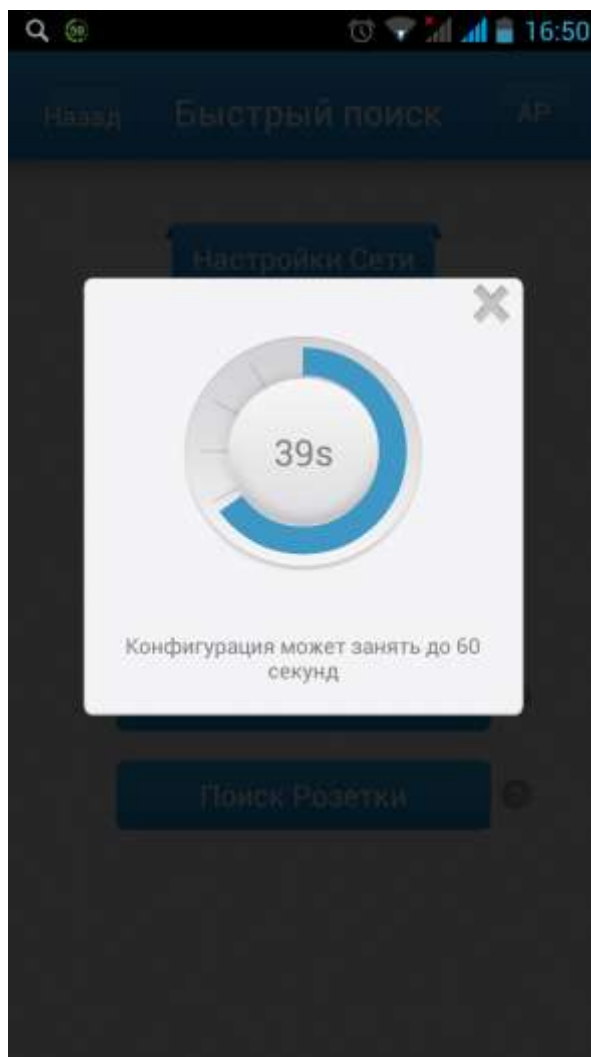 16:50
Назад
Быстрый поиск
AP
Настройки Сети
39s
Конфигурация может занять до 60
секунд
Поиск Розетки